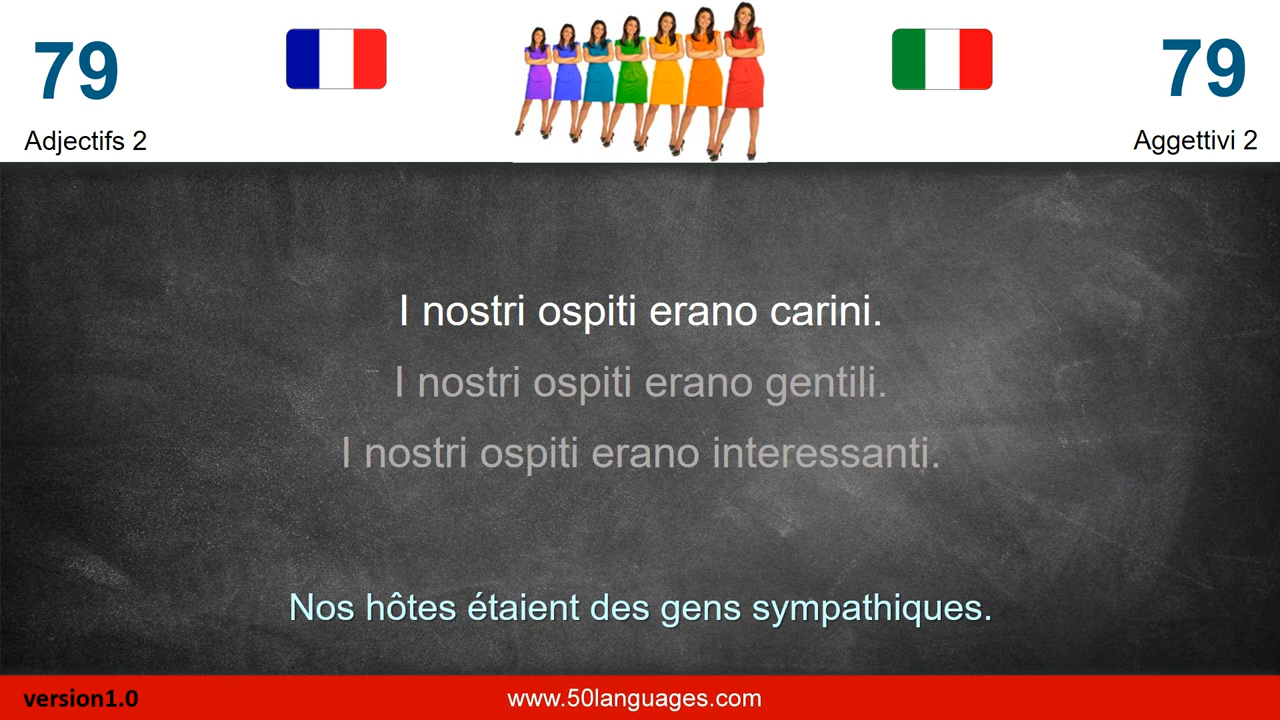 79
79
Adjectifs 2
Aggettivi 2
I nostri ospiti erano carini.
I nostri ospiti erano gentili.
I nostri ospiti erano interessanti.
Nos hôtes étaient des gens sympathiques.
version1.0
www.50languages.com